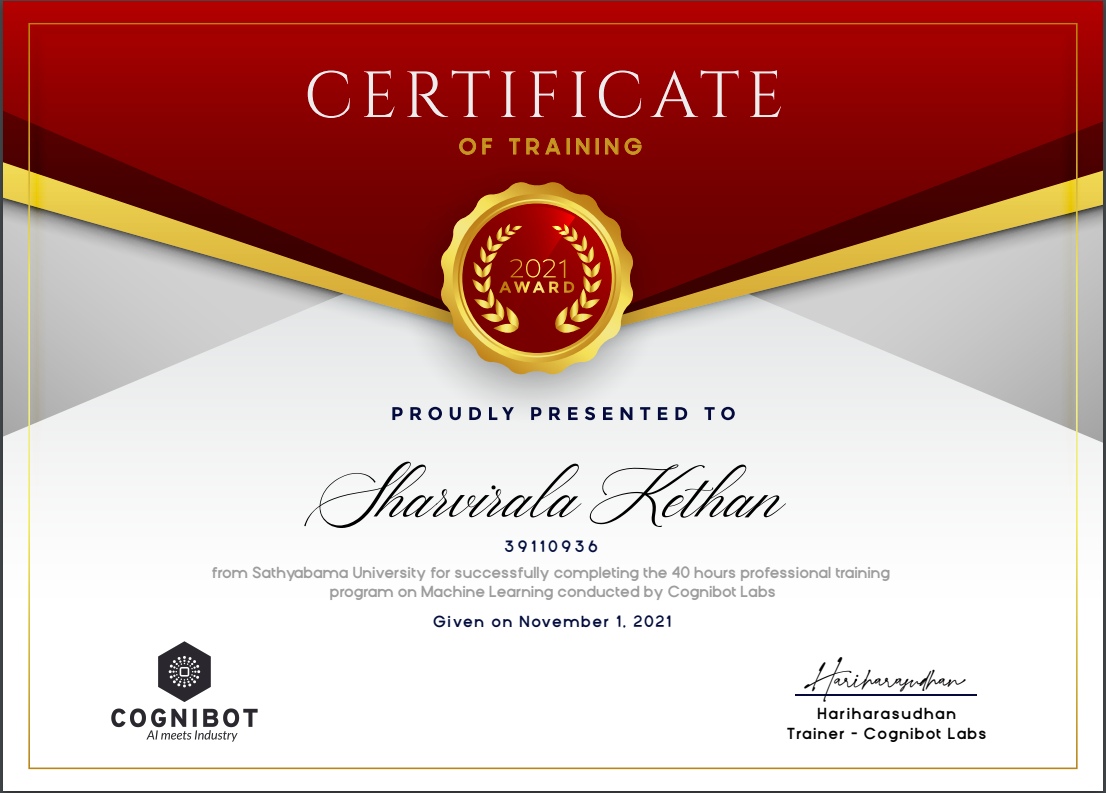 CERTIFICATE
OF TRAINING
2021
AWARD
PROUDLY PRESENTED TO
Sharvirala Kethan
39110936
from Sathyabama University for successfully completing the 40 hours professional training
program on Machine Learning conducted by Cognibot Labs
Given on November 1, 2021
COGNIBOT
AI meets Industry
Hariharasudhan
Hariharasudhan
Trainer - Cognibot Labs